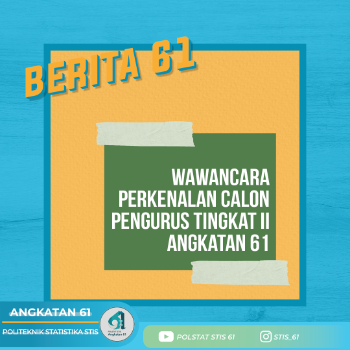 BERITA 61
WAWANCARA
PERKENALAN CALON
PENGURUS TINGKAT II
ANGKATAN 61
ANGKATAN 61
POLITEKNIK STATISTIKA STIS
POLSTAT STIS 61
STIS_61